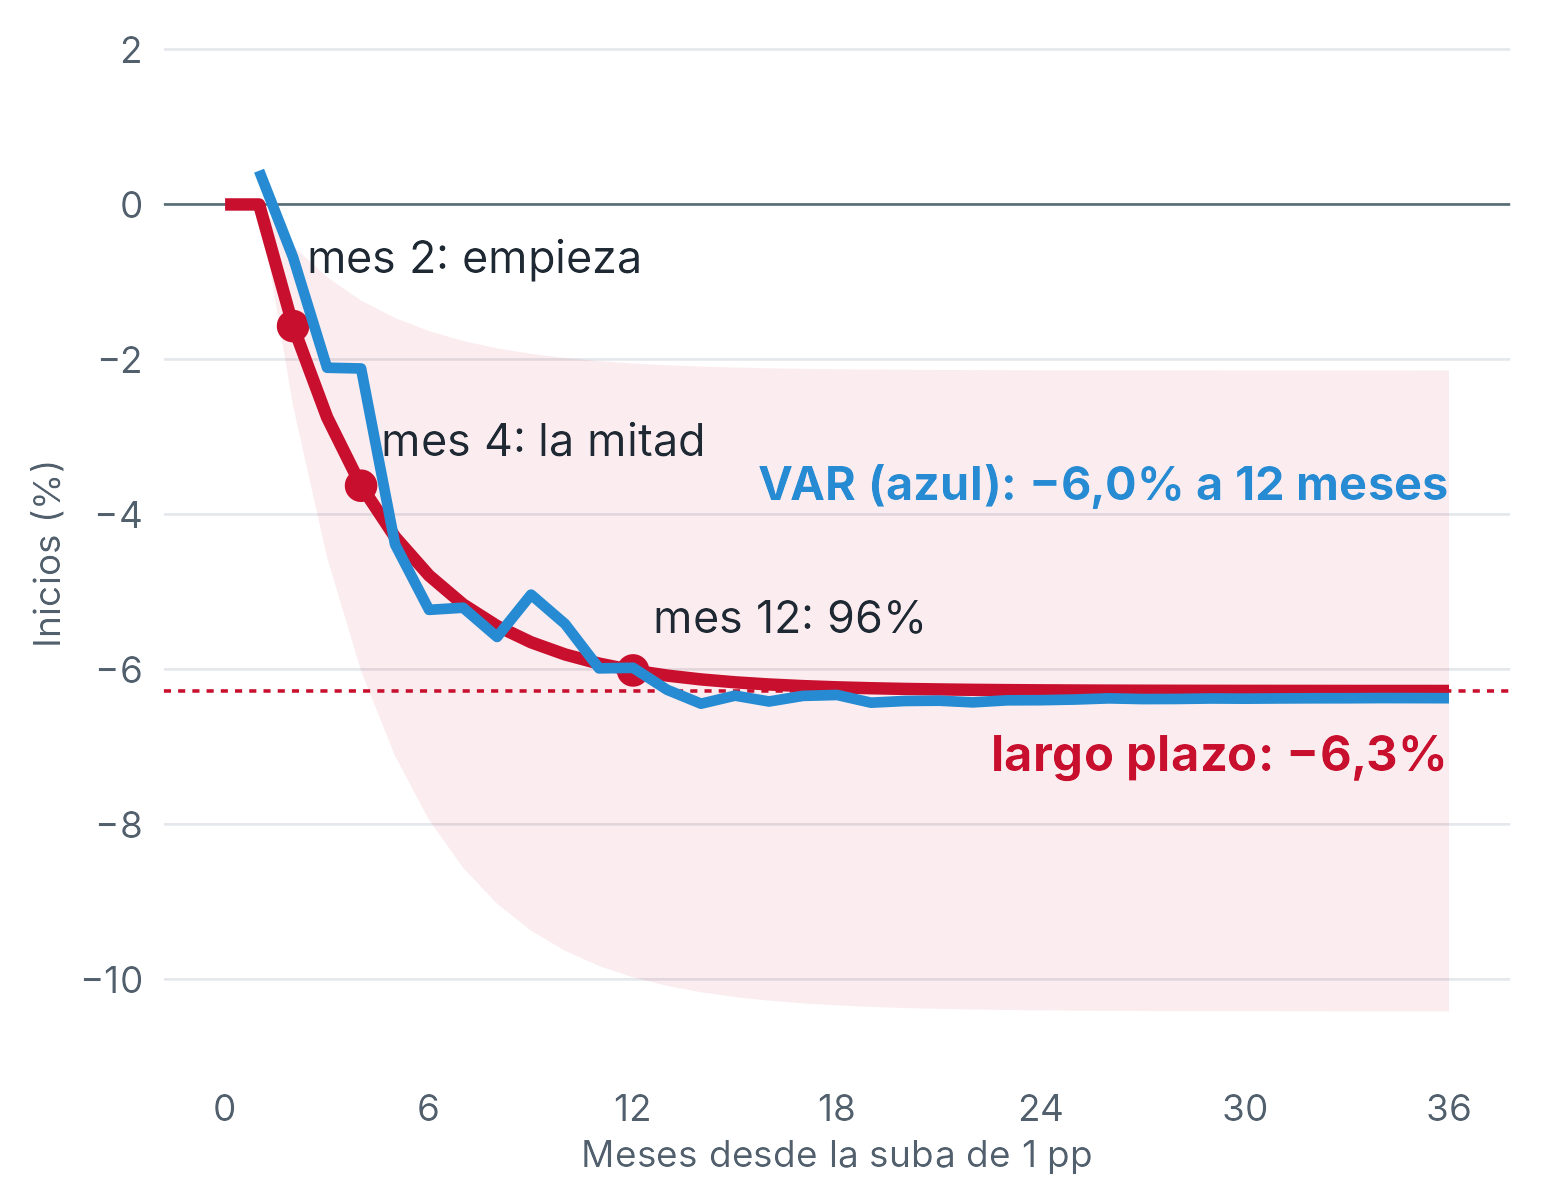 2
0
−2
−4
−6
−8
−10
Inicios (%)
mes 2: empieza
mes 4: la mitad
VAR (azul): −6,0% a 12 meses
mes 12: 96%
largo plazo: −6,3%
0 6 12 18 24 30 36
Meses desde la suba de 1 pp